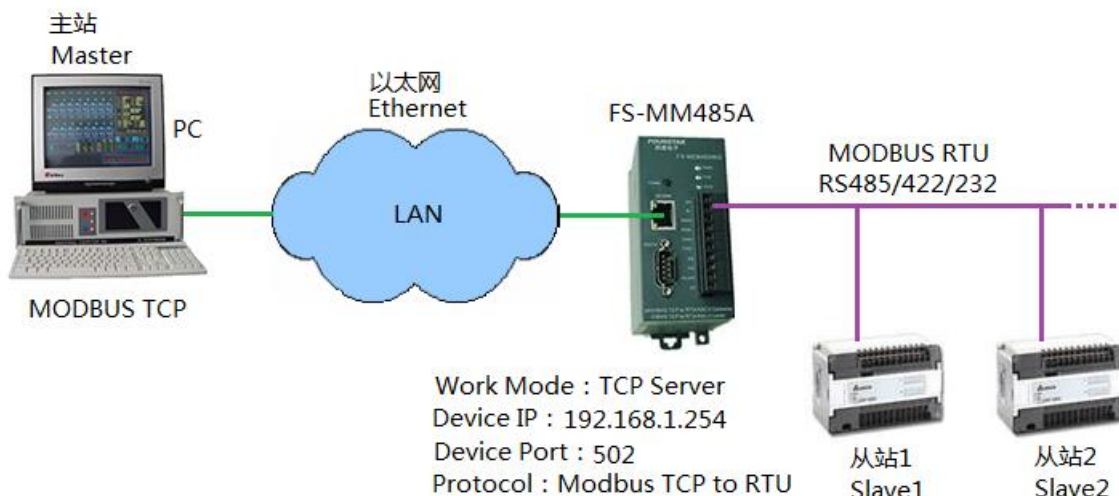 主站
Master
PC
MODBUS TCP
以太网
Ethernet
LAN
FS-MM485A
MODBUS RTU
RS485/422/232
Work Mode：TCP Server
Device IP：192.168.1.254
Device Port：502
Protocol：Modbus TCP to RTU
从站1
Slave1
从站2
Slave2